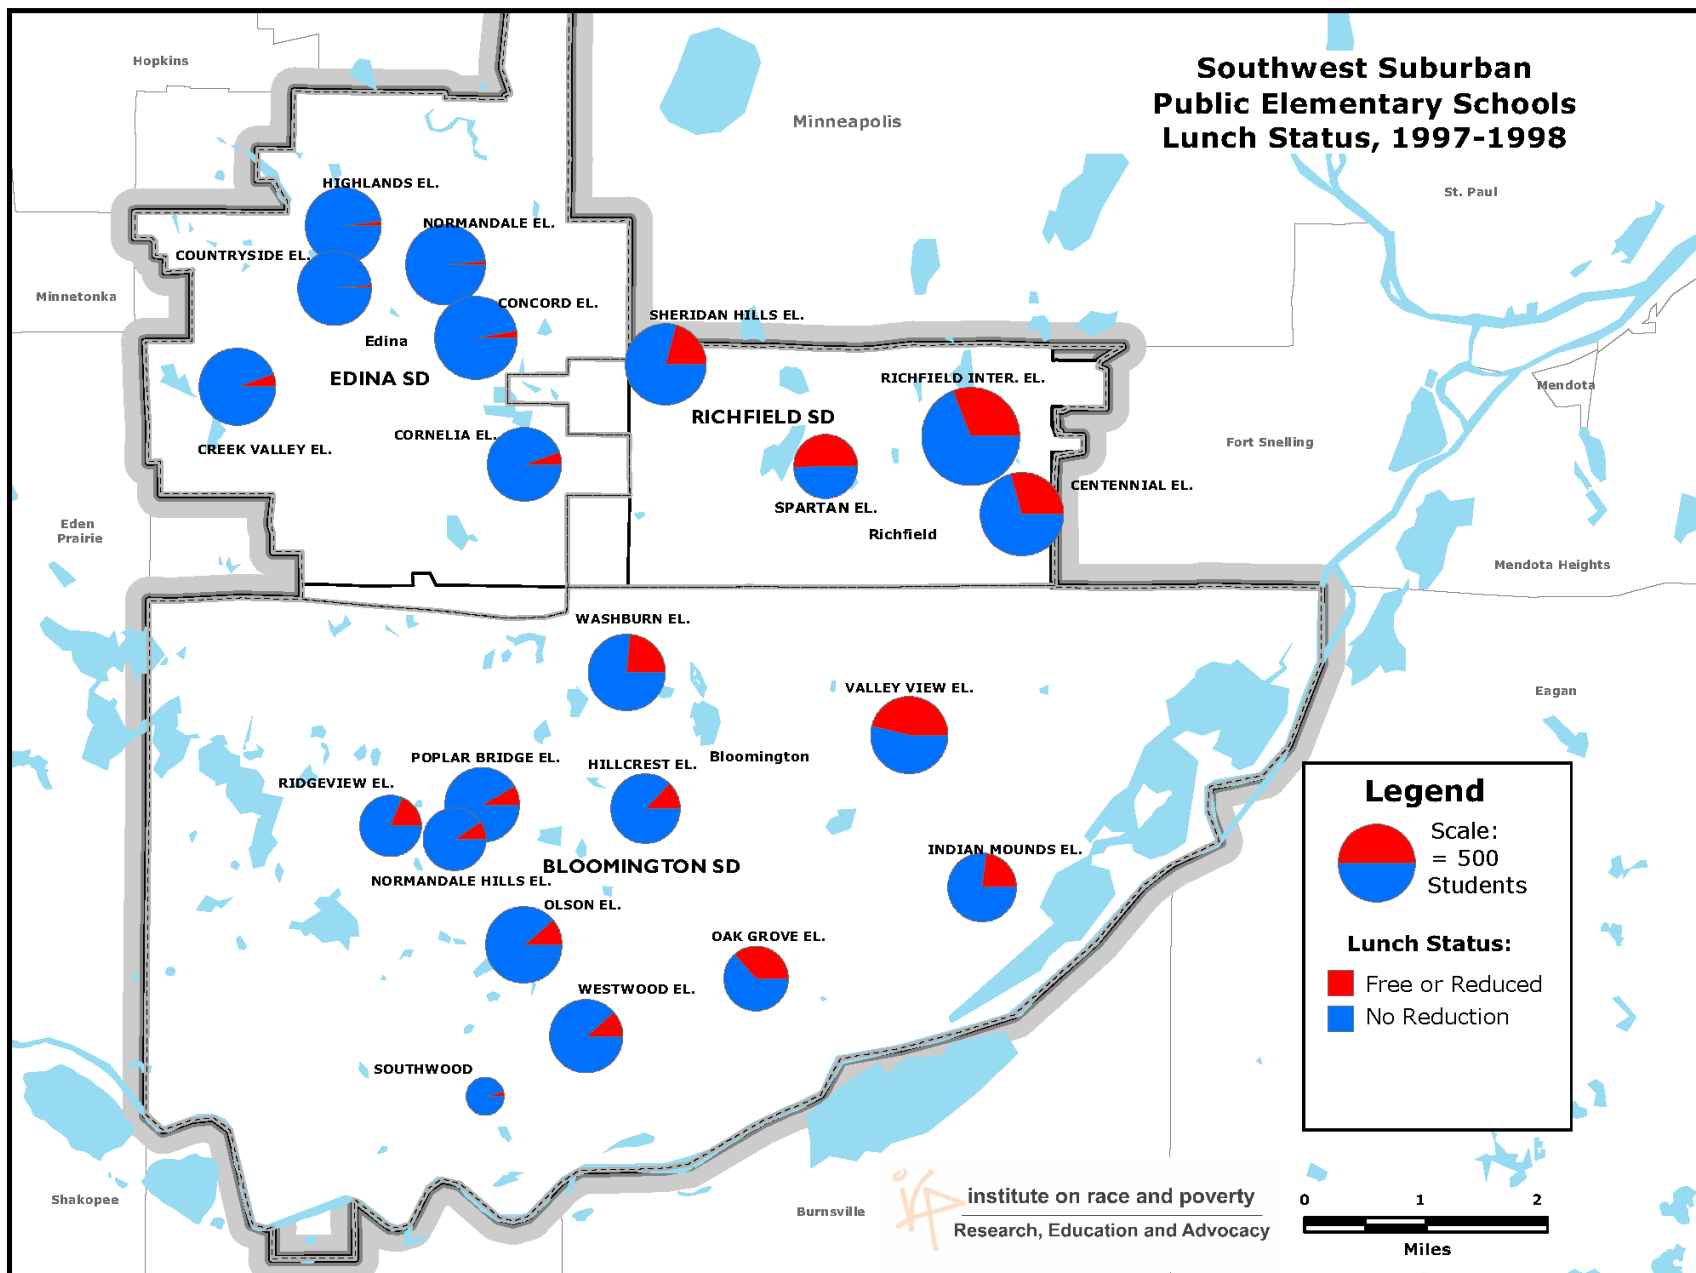 Southwest Suburban
Public Elementary Schools
Lunch Status, 1997-1998
Hopkins
Minneapolis
St. Paul
HIGHLANDS EL.
NORMANDALE EL.
COUNTRYSIDE EL.
Minnetonka
CONCORD EL.
SHERIDAN HILLS EL.
Edina
EDINA SD
RICHFIELD INTER. EL.
Mendota
RICHFIELD SD
CORNELIA EL.
CREEK VALLEY EL.
Fort Snelling
CENTENNIAL EL.
SPARTAN EL.
Richfield
Eden
Prairie
Mendota Heights
WASHBURN EL.
VALLEY VIEW EL.
Eagan
POPLAR BRIDGE EL.
HILLCREST EL.
Bloomington
RIDGEVIEW EL.
INDIAN MOUNDS EL.
BLOOMINGTON SD
NORMANDALE HILLS EL.
OLSON EL.
OAK GROVE EL.
WESTWOOD EL.
SOUTHWOOD
Legend
Scale:
= 500
Students
Lunch Status:
Free or Reduced
No Reduction
Shakopee
Burnsville
irp
institute on race and poverty
Research, Education and Advocacy
0 1 2
Miles